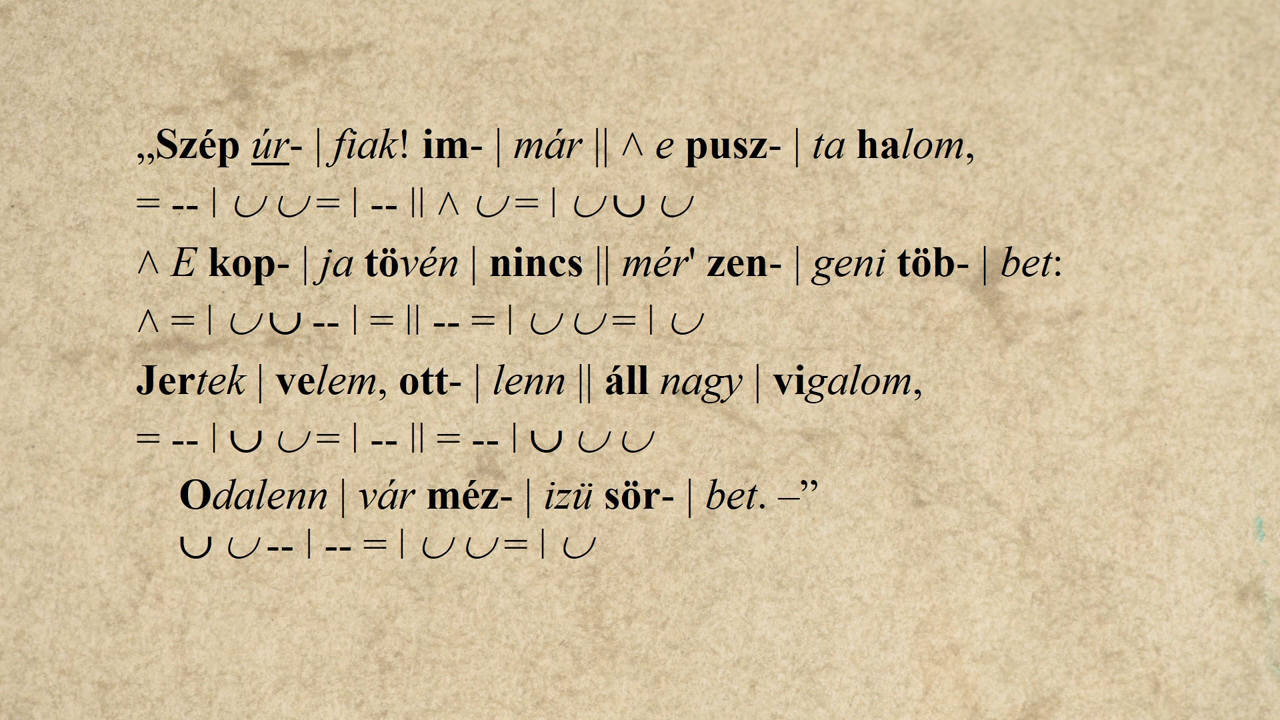 „Szép úr- | fiak! im- | már || ^ e pusz- | ta halom,
= -- | ∪ ∪ = | -- || ^ ∪ = | ∪ ∪ ∪
^ E kop- | ja tövén | nincs || mér' zen- | geni töb- | bet:
^ = | ∪ ∪ -- | = || -- = | ∪ ∪ = | ∪
Jertek | velem, ott- | lenn || áll nagy | vigalom,
= -- | ∪ ∪ = | -- || = -- | ∪ ∪ ∪
Odalenn | vár méz- | izü sör- | bet. –”
∪ ∪ -- | -- = | ∪ ∪ = | ∪